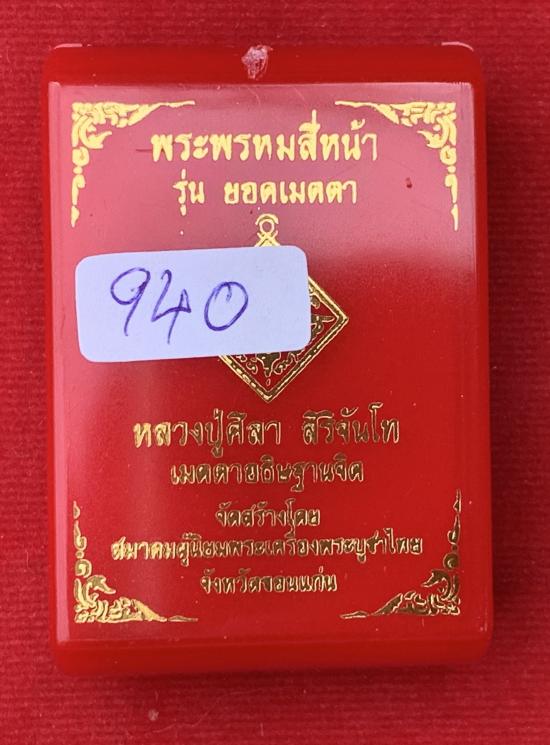 พระพรหมสี่หน้า
รุ่น ยอดเมตตา
940
หลวงปู่ศิลา สิริจันโท
เมตตาอธิษฐานจิต
จัดสร้างโดย
สมาคมผู้นิยมพระเครื่องพระบูชาไทย
จังหวัดขอนแก่น